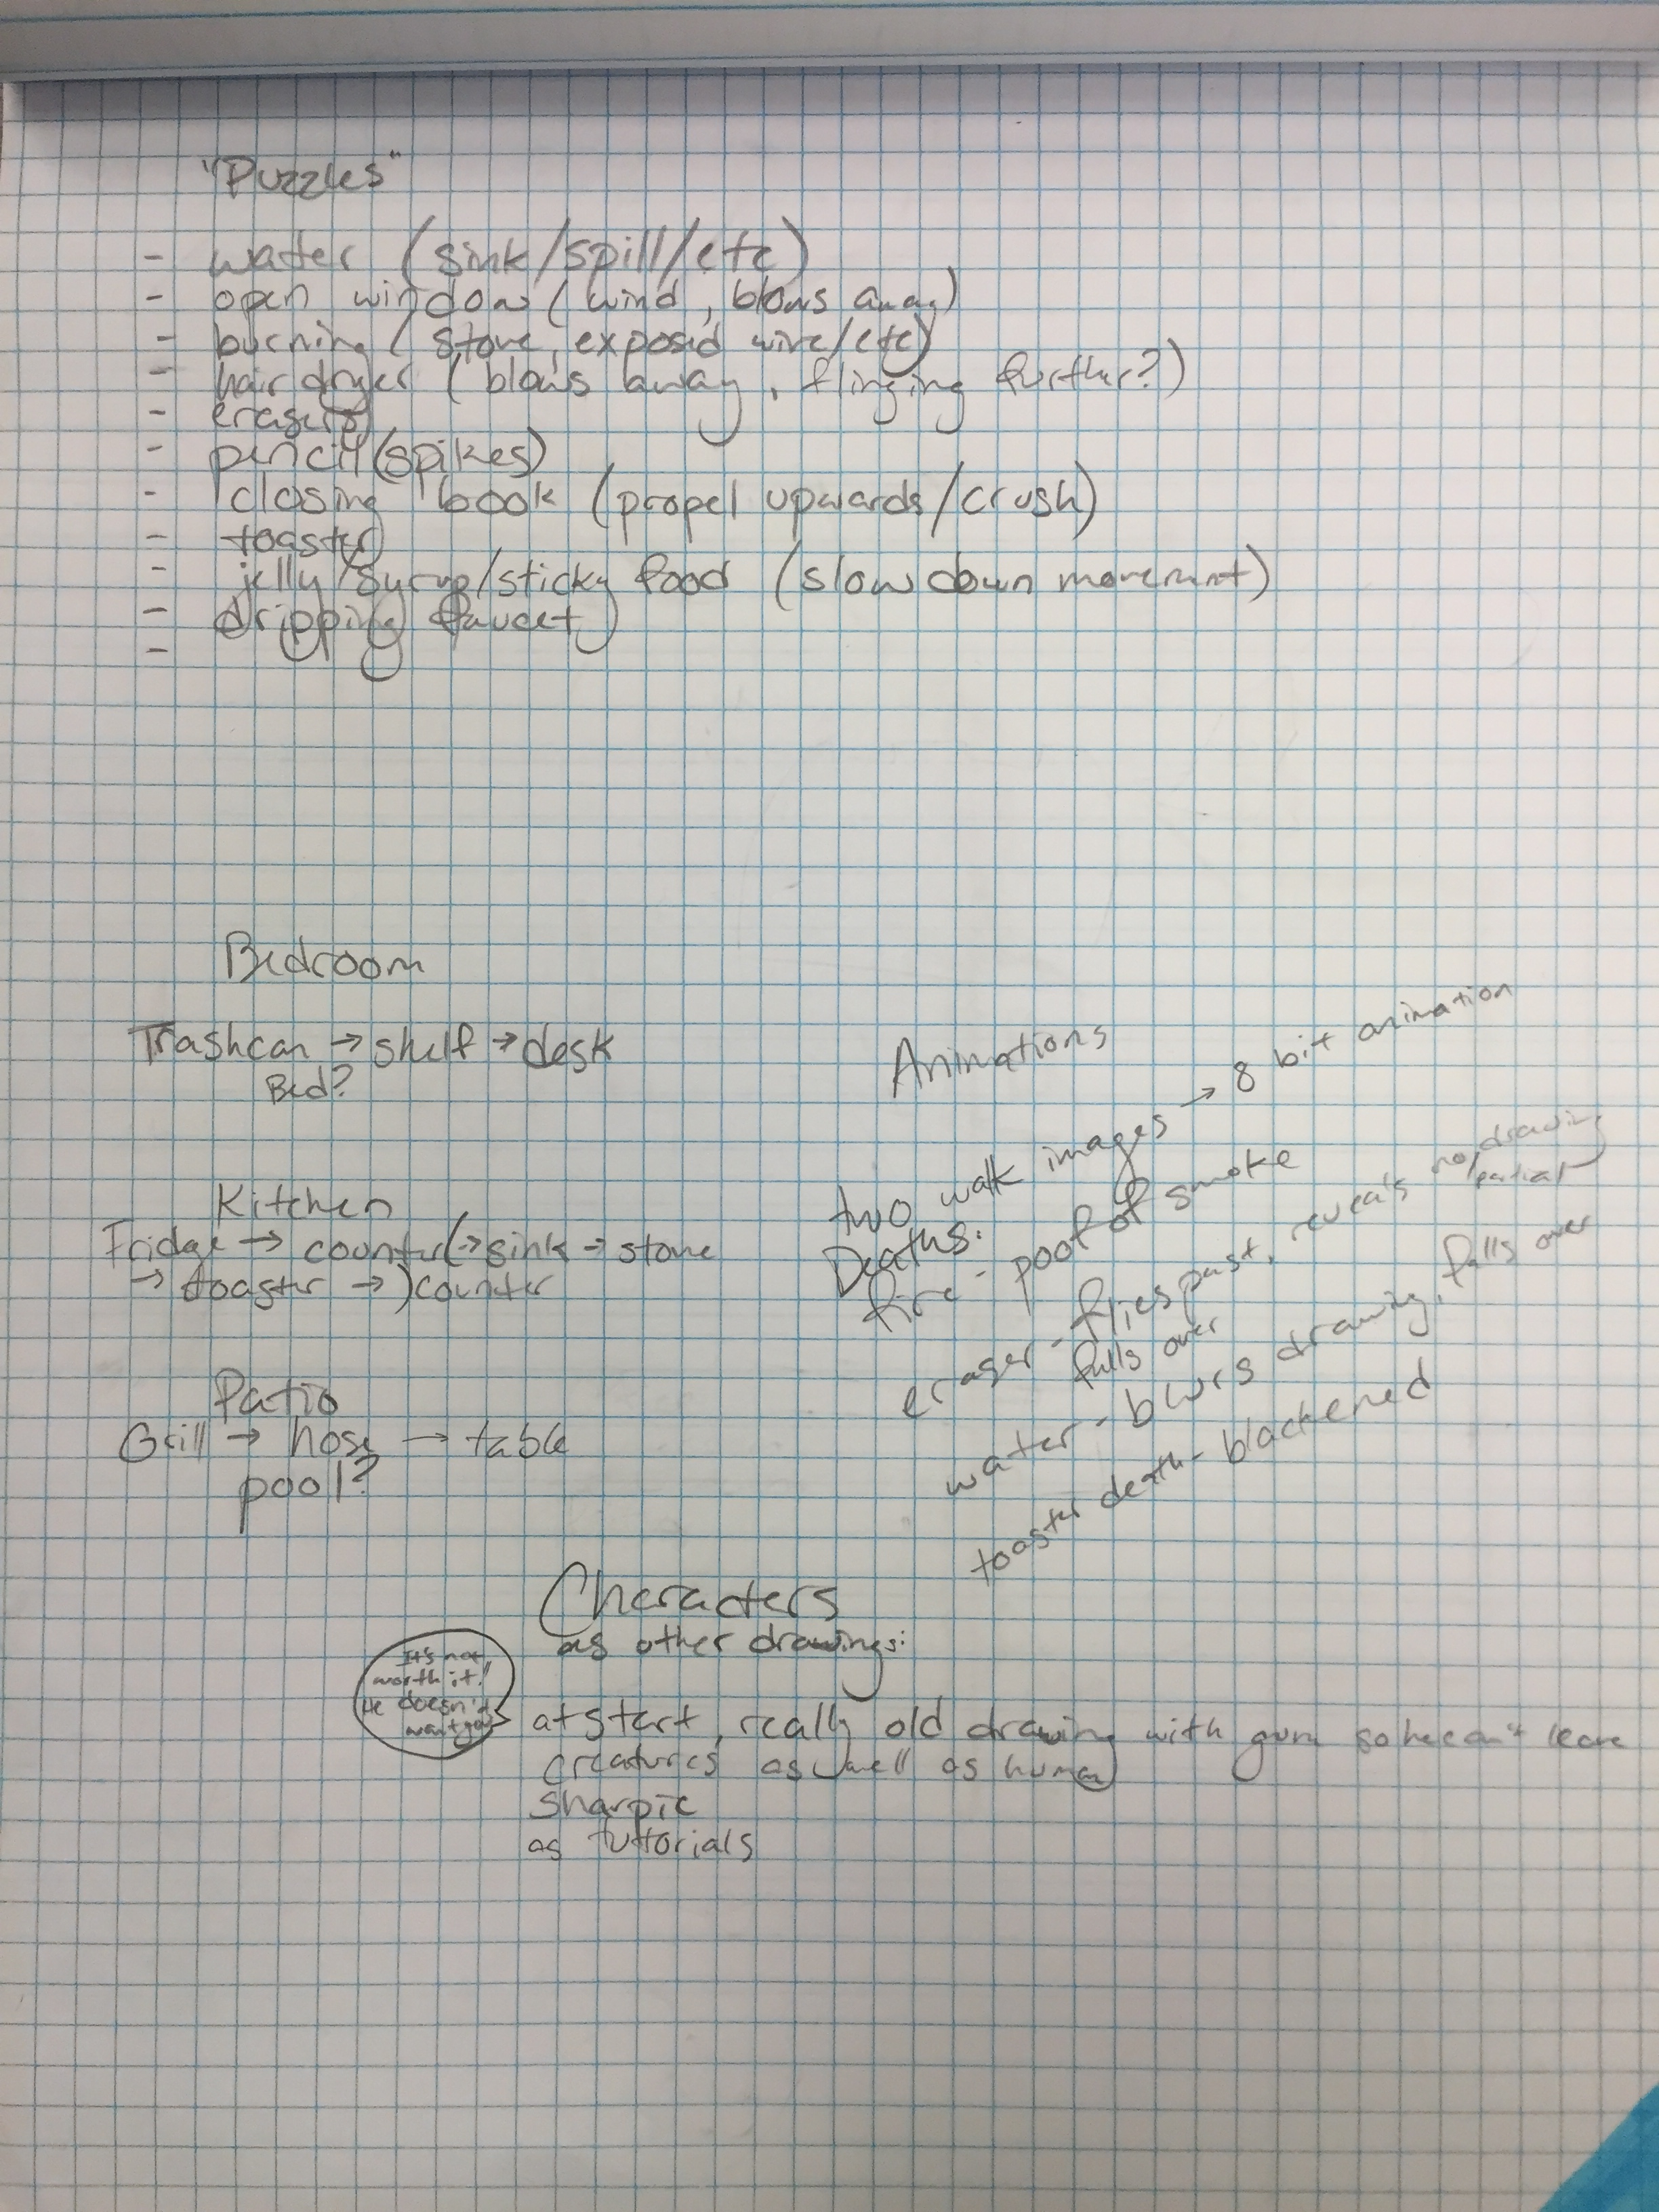 "Puzzles"
- water (sink/spill/etc)
- open window (wind, blows away)
- burning (stove, exposed wire/etc)
- hair dryer (blows away, flinging further?)
- erasers
- pencil (spikes)
- closing book (propel upwards/crush)
- toaster
- jelly/syrup/sticky food (slow down movement)
- dripping faucet
-
Bedroom
Trashcan → shelf → desk
Bed?
Kitchen
Fridge → counter (→ sink → stove
→ toaster → ) counter
Patio
Grill → hose → table
pool?
Animations
two walk images → 8 bit animation
Deaths:
fire - poof of smoke
eraser - flies past, reveals no, drawing
partial
falls over
water - blurs drawing, falls over
toaster death - blackened
Characters
as other drawings:
It's not
worth it!
He doesn't
want you
at start, really old drawing with gum so he can't leave
creatures as well as human
sharpie
as tuttorials